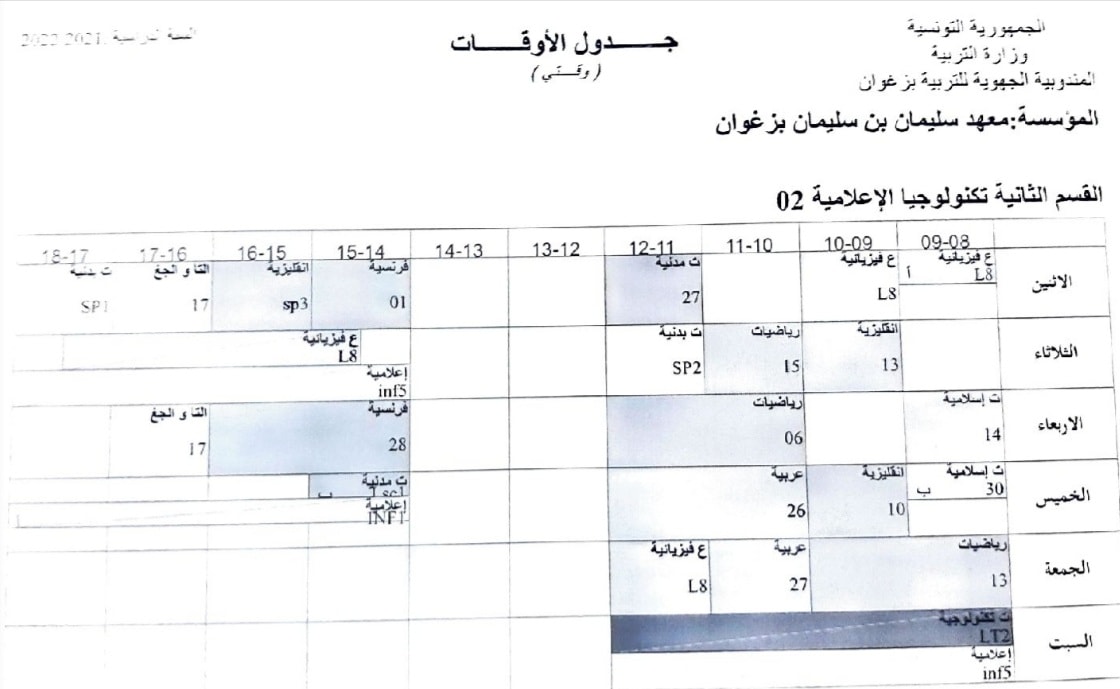 الجمهورية التونسية
وزارة التربية
المندوبية الجهوية للتربية بزغوان
جـــدول الأوقـــات
(وقـتـي)
السنة الدراسية 2021. 2022
المؤسسة:معهد سليمان بن سليمان بزغوان
القسم الثانية تكنولوجيا الإعلامية 02
09-08 10-09 11-10 12-11 13-12 14-13 15-14 16-15 17-16 18-17
الاثنين
ع فيزيائية أ L8
ع فيزيائية L8
ت مدنية 27
فرنسية 01
انقليزية sp3
التا و الجغ 17
ت بدنية SP1
الثلاثاء
انقليزية 13
رياضيات 15
ت بدنية SP2
ع فيزيائية L8
إعلامية inf5
الاربعاء
ت إسلامية 14
رياضيات 06
فرنسية 28
التا و الجغ 17
الخميس
ت إسلامية ب 30
انقليزية 10
عربية 26
ت مدنية ب
إعلامية INF1
الجمعة
رياضيات 13
عربية 27
ع فيزيائية L8
السبت
ت تكنولوجية LT2
إعلامية inf5